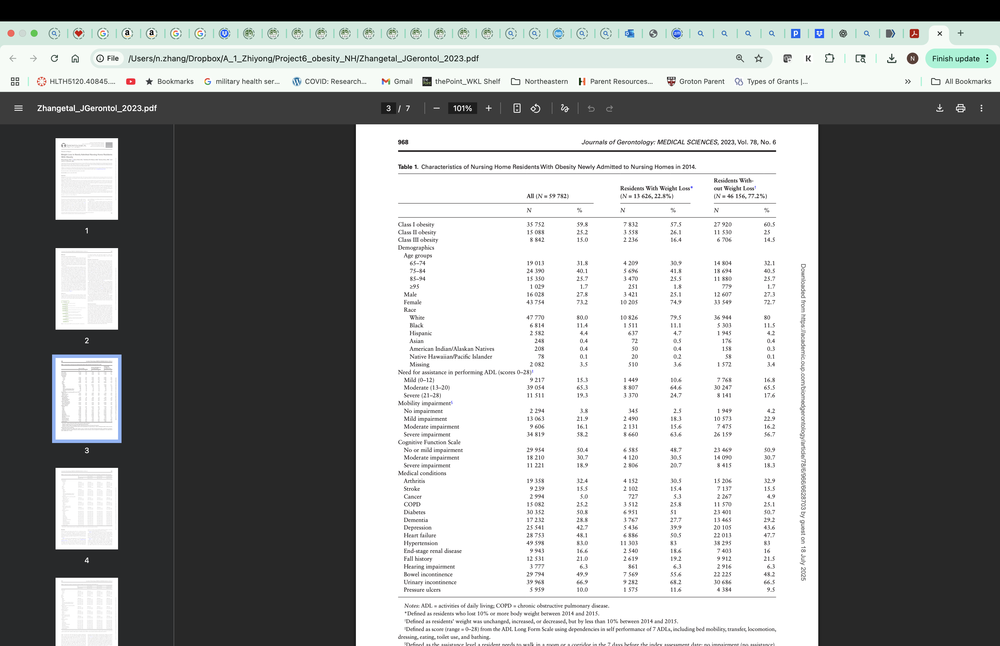 File /Users/n.zhang/Dropbox/A_1_Zhiyong/Project6_obesity_NH/Zhangetal_JGerontol_2023.pdf N Finish update
HLTH5120.40845.... Bookmarks military health ser... COVID: Research... Gmail thePoint_WKL Shelf Northeastern Parent Resources... Groton Parent Types of Grants |... All Bookmarks
Zhangetal_JGerontol_2023.pdf 3 / 7 101%
1
2
3
4
968 Journals of Gerontology: MEDICAL SCIENCES, 2023, Vol. 78, No. 6
Table 1. Characteristics of Nursing Home Residents With Obesity Newly Admitted to Nursing Homes in 2014.
All (N = 59 782) Residents With Weight Loss* (N = 13 626, 22.8%) Residents With-out Weight Loss† (N = 46 156, 77.2%)
N % N % N %
Class I obesity 35 752 59.8 7 832 57.5 27 920 60.5
Class II obesity 15 088 25.2 3 558 26.1 11 530 25
Class III obesity 8 842 15.0 2 236 16.4 6 706 14.5
Demographics
Age groups
65–74 19 013 31.8 4 209 30.9 14 804 32.1
75–84 24 390 40.1 5 696 41.8 18 694 40.5
85–94 15 350 25.7 3 470 25.5 11 880 25.7
≥95 1 029 1.7 251 1.8 779 1.7
Male 16 028 27.8 3 421 25.1 12 607 27.3
Female 43 754 73.2 10 205 74.9 33 549 72.7
Race
White 47 770 80.0 10 826 79.5 36 944 80
Black 6 814 11.4 1 511 11.1 5 303 11.5
Hispanic 2 582 4.4 637 4.7 1 945 4.2
Asian 248 0.4 72 0.5 176 0.4
American Indian/Alaskan Natives 208 0.4 50 0.4 158 0.3
Native Hawaiian/Pacific Islander 78 0.1 20 0.2 58 0.1
Missing 2 082 3.5 510 3.6 1 572 3.4
Need for assistance in performing ADL (scores 0–28)‡
Mild (0–12) 9 217 15.3 1 449 10.6 7 768 16.8
Moderate (13–20) 39 054 65.3 8 807 64.6 30 247 65.5
Severe (21–28) 11 511 19.3 3 370 24.7 8 141 17.6
Mobility impairment§
No impairment 2 294 3.8 345 2.5 1 949 4.2
Mild impairment 13 063 21.9 2 490 18.3 10 573 22.9
Moderate impairment 9 606 16.1 2 131 15.6 7 475 16.2
Severe impairment 34 819 58.2 8 660 63.6 26 159 56.7
Cognitive Function Scale
No or mild impairment 29 954 50.4 6 585 48.7 23 469 50.9
Moderate impairment 18 210 30.7 4 120 30.5 14 090 30.7
Severe impairment 11 221 18.9 2 806 20.7 8 415 18.3
Medical conditions
Arthritis 19 358 32.4 4 152 30.5 15 206 32.9
Stroke 9 239 15.5 2 102 15.4 7 137 15.5
Cancer 2 994 5.0 727 5.3 2 267 4.9
COPD 15 082 25.2 3 512 25.8 11 570 25.1
Diabetes 30 352 50.8 6 951 51 23 401 50.7
Dementia 17 232 28.8 3 767 27.7 13 465 29.2
Depression 25 541 42.7 5 436 39.9 20 105 43.6
Heart failure 28 753 48.1 6 886 50.5 22 013 47.7
Hypertension 49 598 83.0 11 303 83 38 295 83
End-stage renal disease 9 943 16.6 2 540 18.6 7 403 16
Fall history 12 531 21.0 2 619 19.2 9 912 21.5
Hearing impairment 3 777 6.3 861 6.3 2 916 6.3
Bowel incontinence 29 794 49.9 7 569 55.6 22 225 48.2
Urinary incontinence 39 968 66.9 9 282 68.2 30 686 66.5
Pressure ulcers 5 959 10.0 1 575 11.6 4 384 9.5
Notes: ADL = activities of daily living; COPD = chronic obstructive pulmonary disease.
*Defined as residents who lost 10% or more body weight between 2014 and 2015.
†Defined as residents' weight was unchanged, increased, or decreased, but by less than 10% between 2014 and 2015.
‡Defined as score (range = 0–28) from the ADL Long Form Scale using dependencies in self performance of 7 ADLs, including bed mobility, transfer, locomotion,
dressing, eating, toilet use, and bathing.
§Defined as the assistance level a resident needs to walk in a room or a corridor in the 7 days before the index assessment date: no impairment (no assistance),
Downloaded from https://academic.oup.com/biomedgerontology/article/78/6/966/6628703 by guest on 18 July 2025